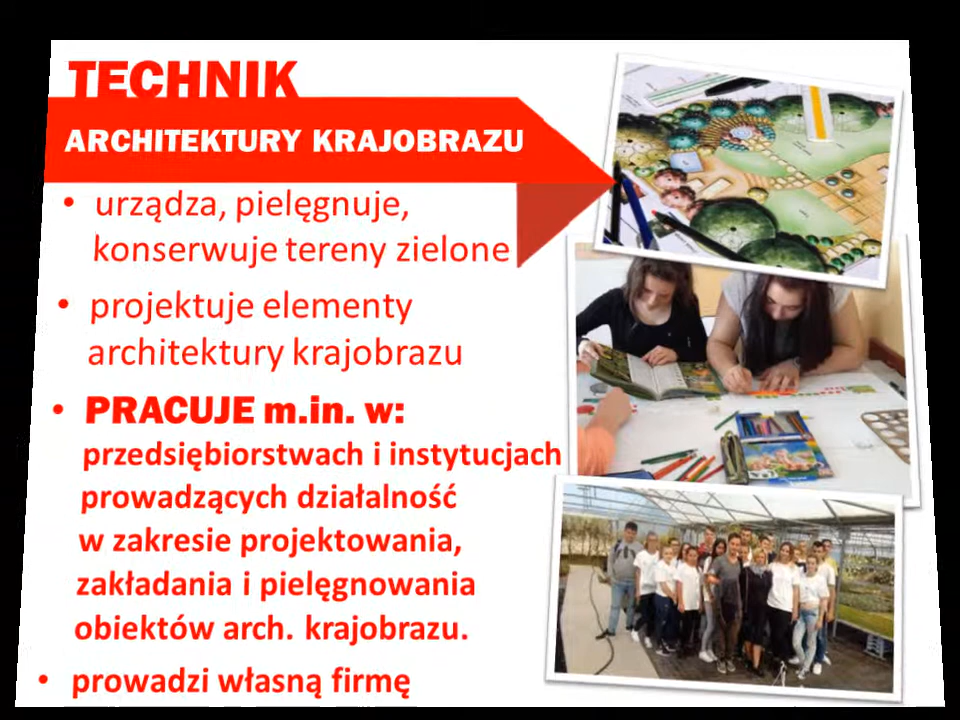 TECHNIK
ARCHITEKTURY KRAJOBRAZU
• urządza, pielęgnuje,
konserwuje tereny zielone
• projektuje elementy
architektury krajobrazu
• PRACUJE m.in. w:
przedsiębiorstwach i instytucjach
prowadzących działalność
w zakresie projektowania,
zakładania i pielęgnowania
obiektów arch. krajobrazu.
• prowadzi własną firmę